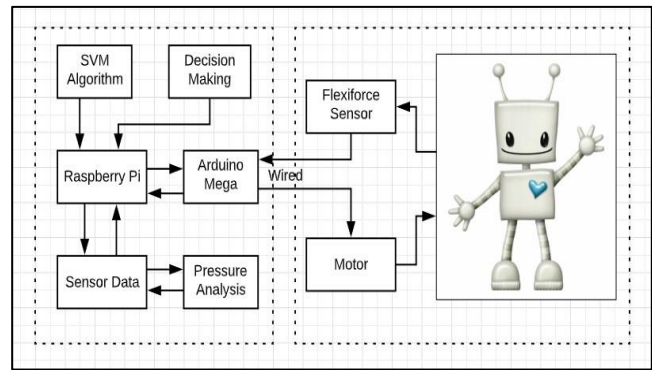 SVM
Algorithm
Decision
Making
Flexiforce
Sensor
Raspberry Pi
Arduino
Mega
Wired
Sensor Data
Pressure
Analysis
Motor